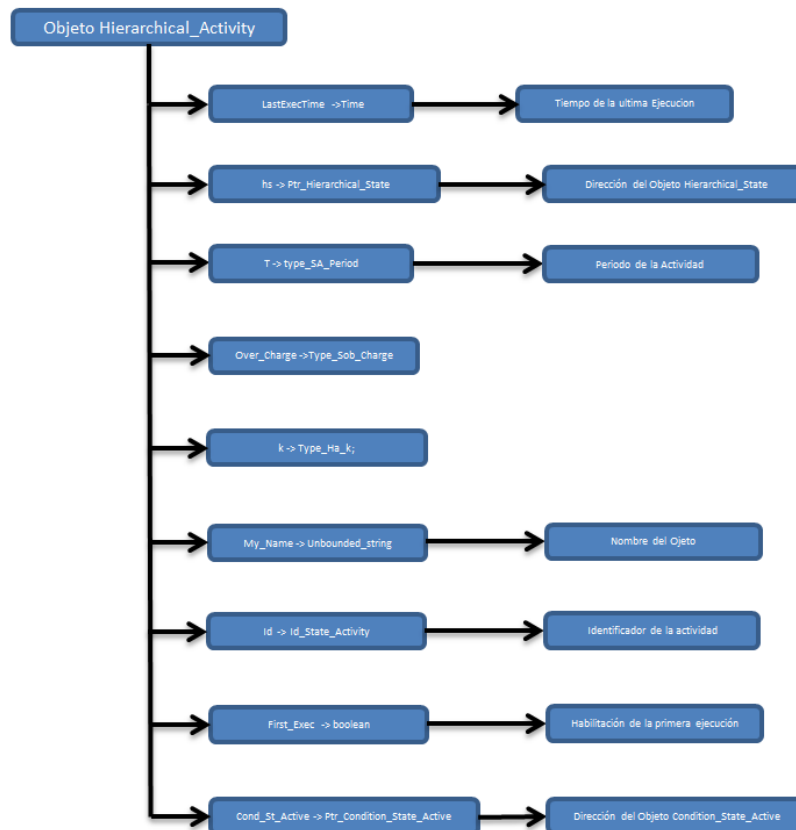 Objeto Hierarchical_Activity
LastExecTime ->Time
Tiempo de la ultima Ejecucion
hs -> Ptr_Hierarchical_State
Dirección del Objeto Hierarchical_State
T -> type_SA_Period
Periodo de la Actividad
Over_Charge ->Type_Sob_Charge
k -> Type_Ha_k;
My_Name -> Unbounded_string
Nombre del Ojeto
Id -> Id_State_Activity
Identificador de la actividad
First_Exec -> boolean
Habilitación de la primera ejecución
Cond_St_Active -> Ptr_Condition_State_Active
Dirección del Objeto Condition_State_Active